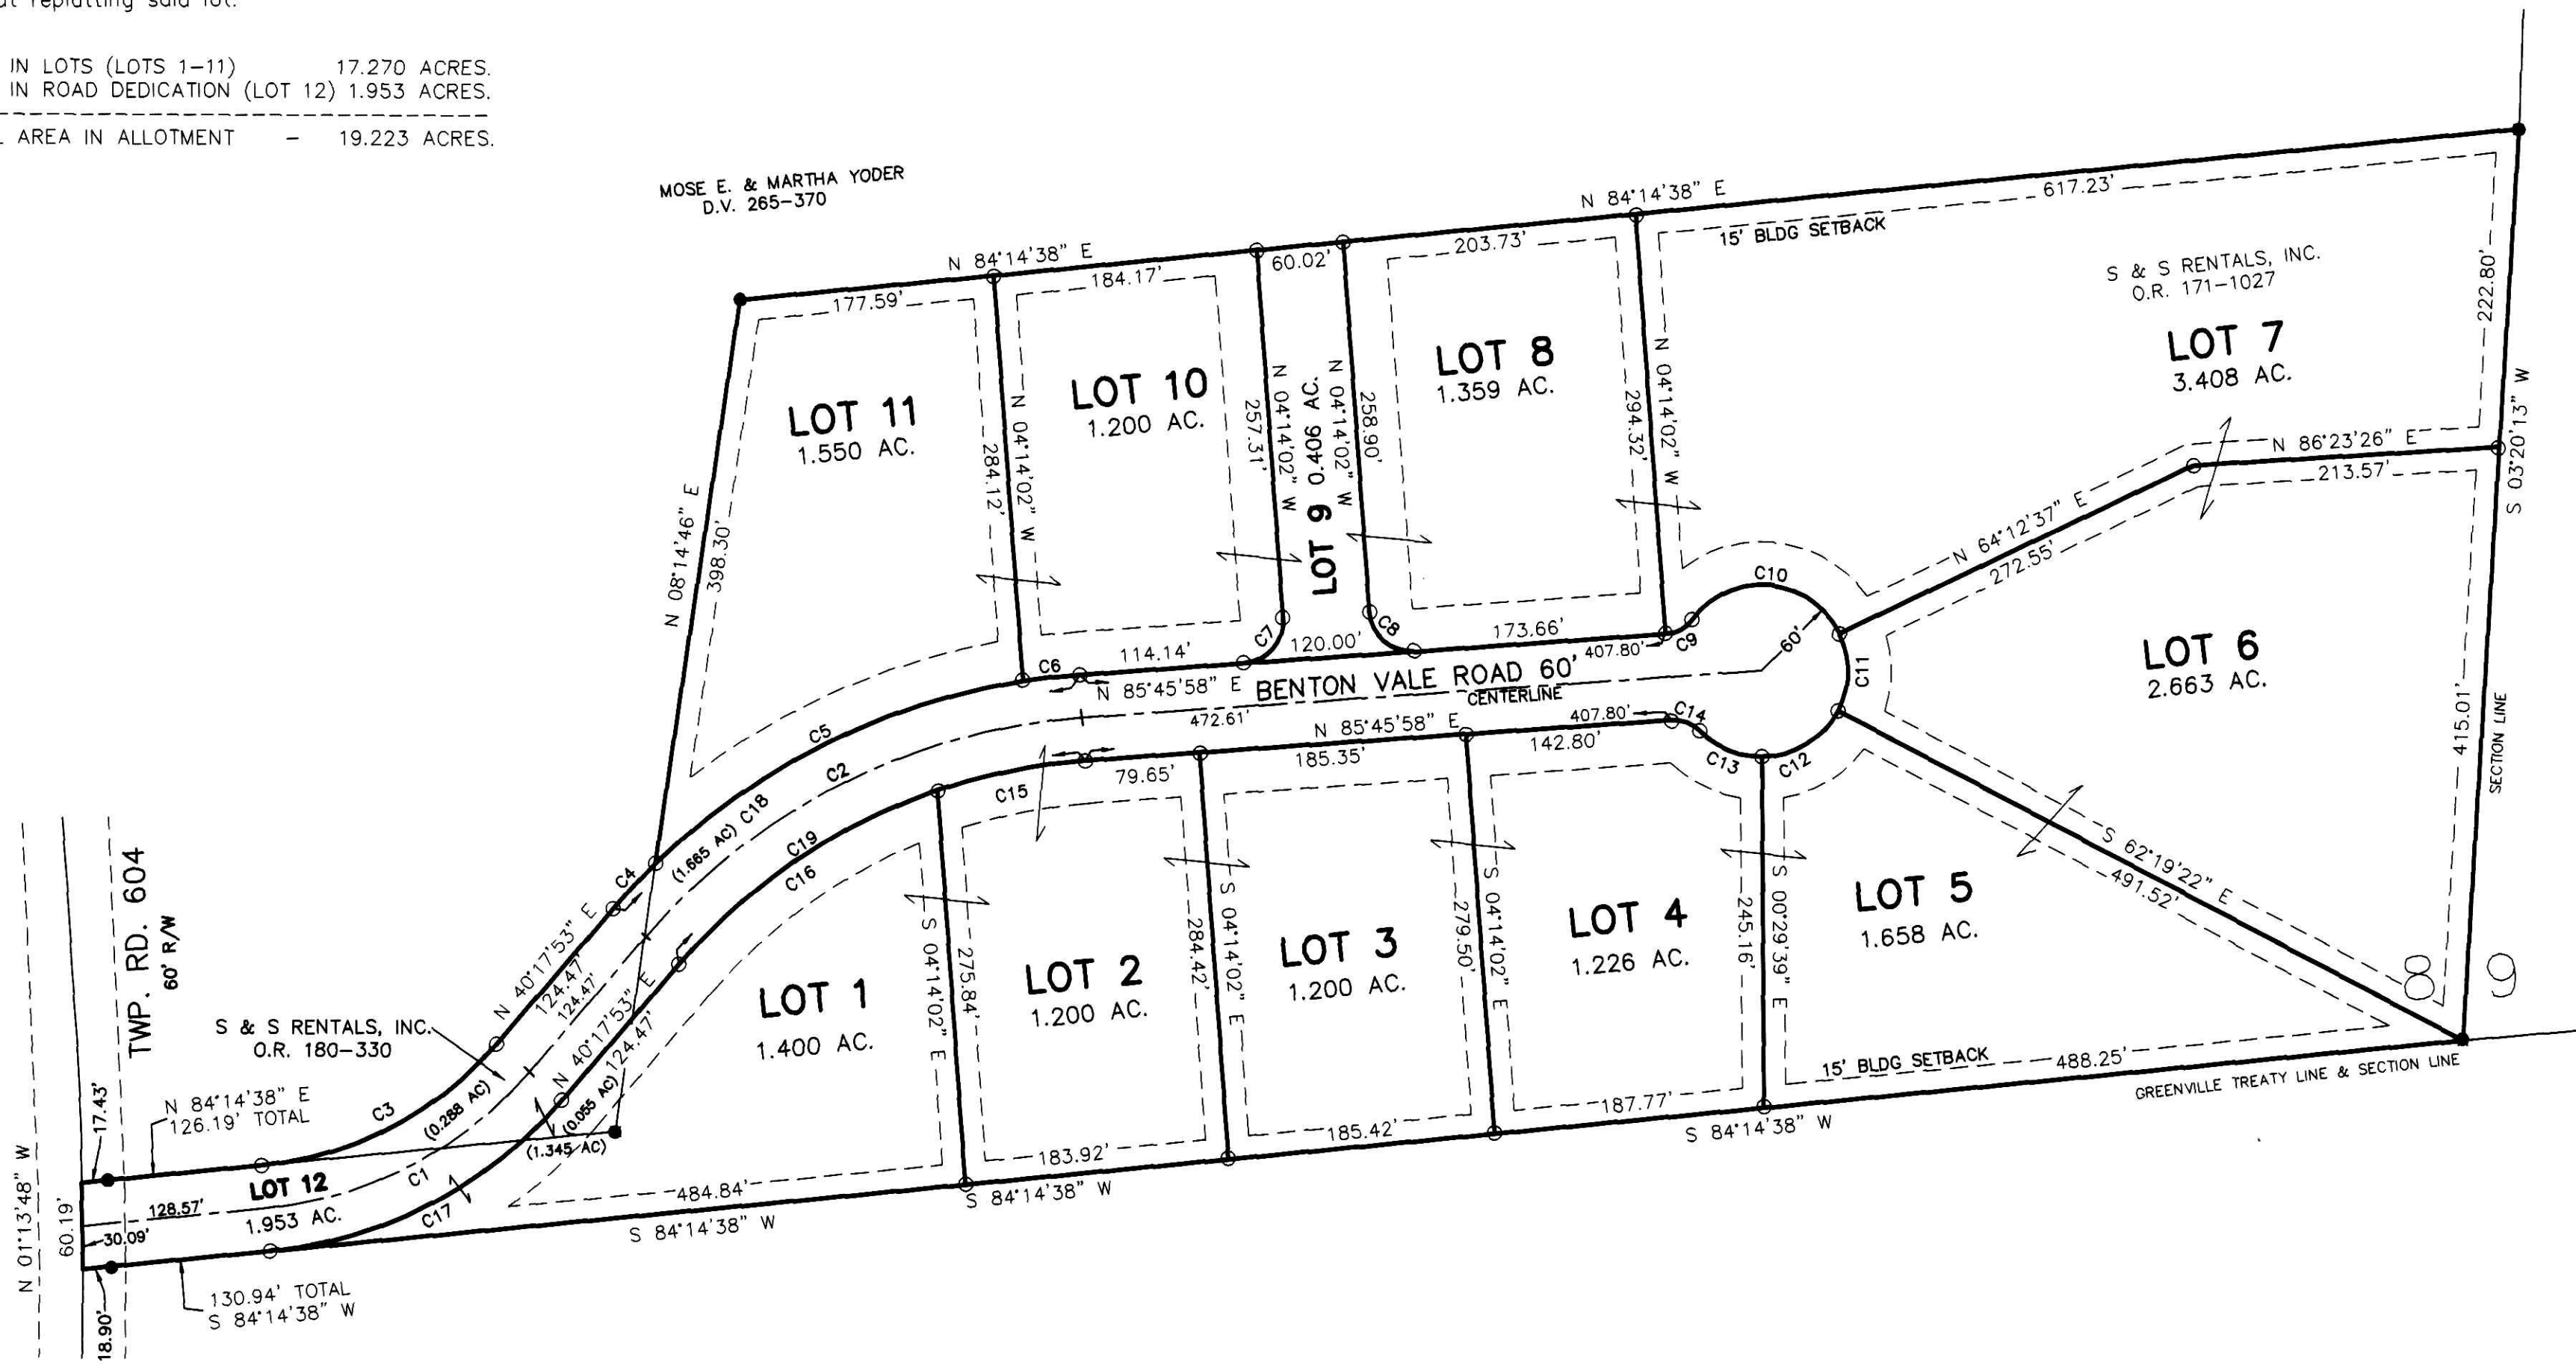 at replatting said lot.
IN LOTS (LOTS 1-11) 17.270 ACRES.
IN ROAD DEDICATION (LOT 12) 1.953 ACRES.
AREA IN ALLOTMENT - 19.223 ACRES.
MOSE E. & MARTHA YODER
D.V. 265-370
N 84°14'38" E
617.23'
N 84°14'38" E
203.73'
15' BLDG SETBACK
60.02'
184.17'
177.59'
S & S RENTALS, INC.
O.R. 171-1027
222.80'
LOT 7
3.408 AC.
S 03°20'13" W
LOT 8
1.359 AC.
N 04°14'02" W
294.32'
LOT 9 0.406 AC.
N 04°14'02" W
258.90'
N 04°14'02" W
257.31'
LOT 10
1.200 AC.
N 04°14'02" W
284.12'
LOT 11
1.550 AC.
N 08°14'46" E
398.30'
N 86°23'26" E
213.57'
N 64°12'37" E
272.55'
C10
C9
C8
C7
C6
C5
C11
60'
LOT 6
2.663 AC.
415.01'
SECTION LINE
173.66'
407.80'
120.00'
114.14'
N 85°45'58" E
BENTON VALE ROAD 60'
CENTERLINE
472.61'
N 85°45'58" E
407.80'
C14
C13
C12
142.80'
185.35'
79.65'
C15
C2
C18
(1.665 AC)
C19
C16
C4
S 62°19'22" E
491.52'
LOT 5
1.658 AC.
S 00°29'39" E
245.16'
LOT 4
1.226 AC.
S 04°14'02" E
279.50'
LOT 3
1.200 AC.
S 04°14'02" E
284.42'
LOT 2
1.200 AC.
S 04°14'02" E
275.84'
LOT 1
1.400 AC.
8
9
TWP. RD. 604
60' R/W
N 40°17'53" E
124.47'
124.47'
N 40°17'53" E
124.47'
S & S RENTALS, INC.
O.R. 180-330
N 84°14'38" E
126.19' TOTAL
17.43'
C3
(0.288 AC)
(0.055 AC)
(1.345 AC)
C1
C17
LOT 12
1.953 AC.
128.57'
30.09'
60.19'
N 01°13'48" W
18.90'
130.94' TOTAL
S 84°14'38" W
484.84'
S 84°14'38" W
183.92'
S 84°14'38" W
185.42'
187.77'
S 84°14'38" W
15' BLDG SETBACK
488.25'
GREENVILLE TREATY LINE & SECTION LINE